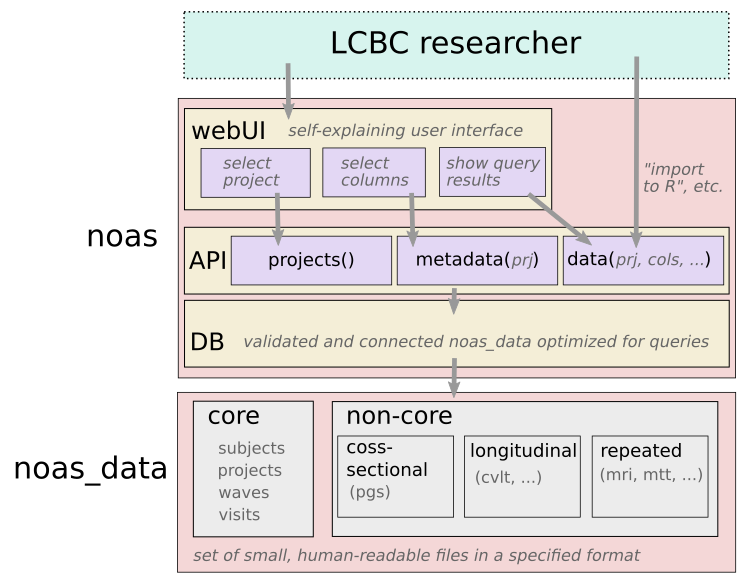 LCBC researcher
webUI self-explaining user interface
select
project
select
columns
show query
results
"import
to R", etc.
noas
API projects() metadata(prj) data(prj, cols, ...)
DB validated and connected noas_data optimized for queries
noas_data
core
subjects
projects
waves
visits
non-core
coss-
sectional
(pgs)
longitudinal
(cvlt, ...)
repeated
(mri, mtt, ...)
set of small, human-readable files in a specified format